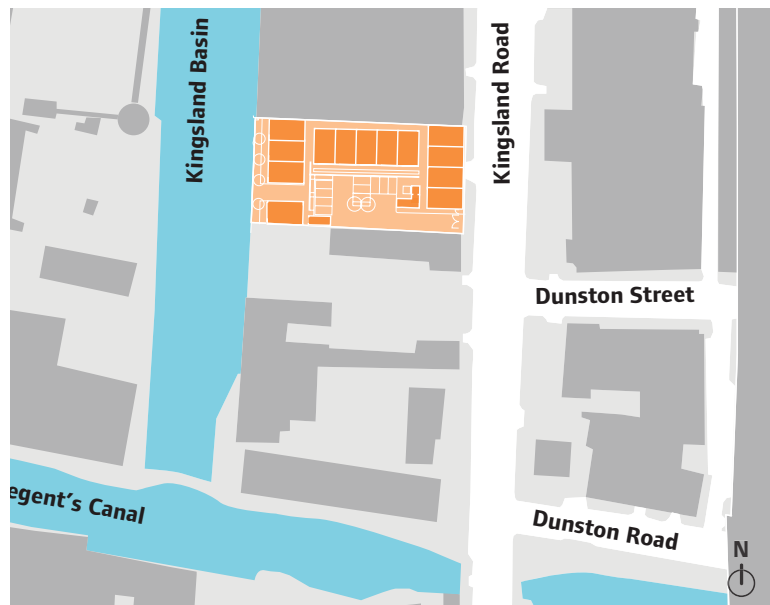 Kingsland Basin
Kingsland Road
Dunston Street
egent's Canal
Dunston Road
N